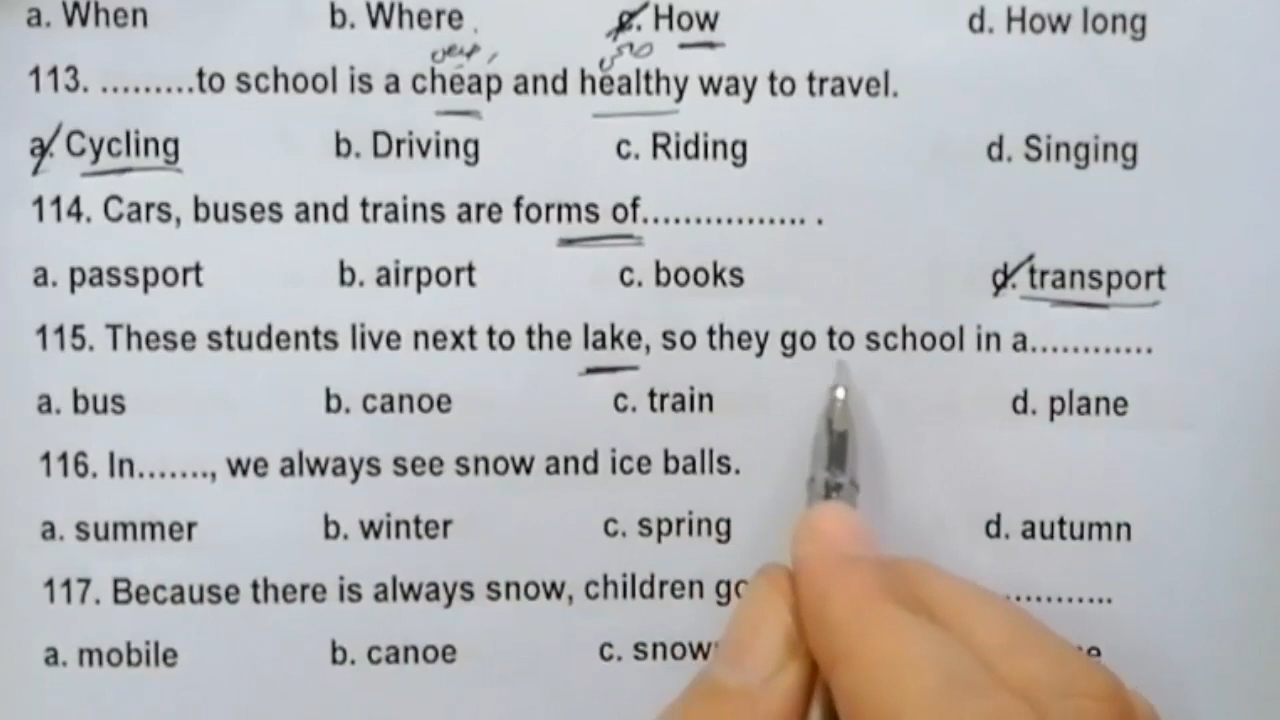 a. When b. Where c. How d. How long
113. .........to school is a cheap and healthy way to travel.
a. Cycling b. Driving c. Riding d. Singing
114. Cars, buses and trains are forms of................ .
a. passport b. airport c. books d. transport
115. These students live next to the lake, so they go to school in a............
a. bus b. canoe c. train d. plane
116. In......., we always see snow and ice balls.
a. summer b. winter c. spring d. autumn
117. Because there is always snow, children go ...........
a. mobile b. canoe c. snow